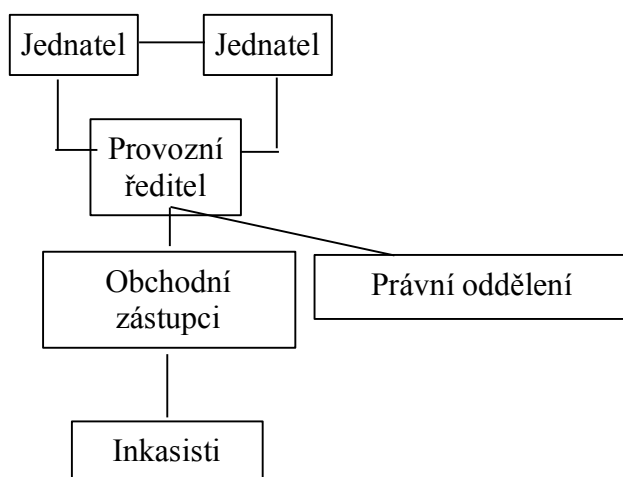 Jednatel
Jednatel
Provozní
ředitel
Obchodní
zástupci
Právní oddělení
Inkasisti